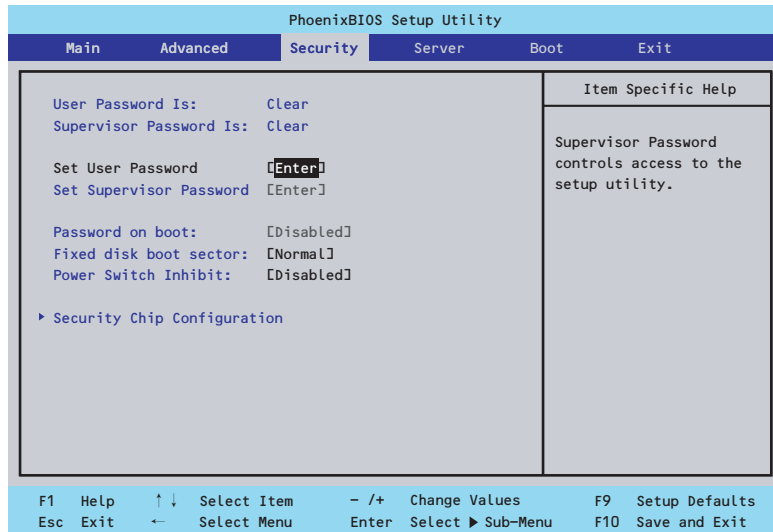 PhoenixBIOS Setup Utility
Main Advanced Security Server Boot Exit
User Password Is: Clear
Supervisor Password Is: Clear
Set User Password [Enter]
Set Supervisor Password [Enter]
Password on boot: [Disabled]
Fixed disk boot sector: [Normal]
Power Switch Inhibit: [Disabled]
▶ Security Chip Configuration
Item Specific Help
Supervisor Password
controls access to the
setup utility.
F1 Help ↑↓ Select Item – /+ Change Values F9 Setup Defaults
Esc Exit ← Select Menu Enter Select ▶ Sub–Menu F10 Save and Exit